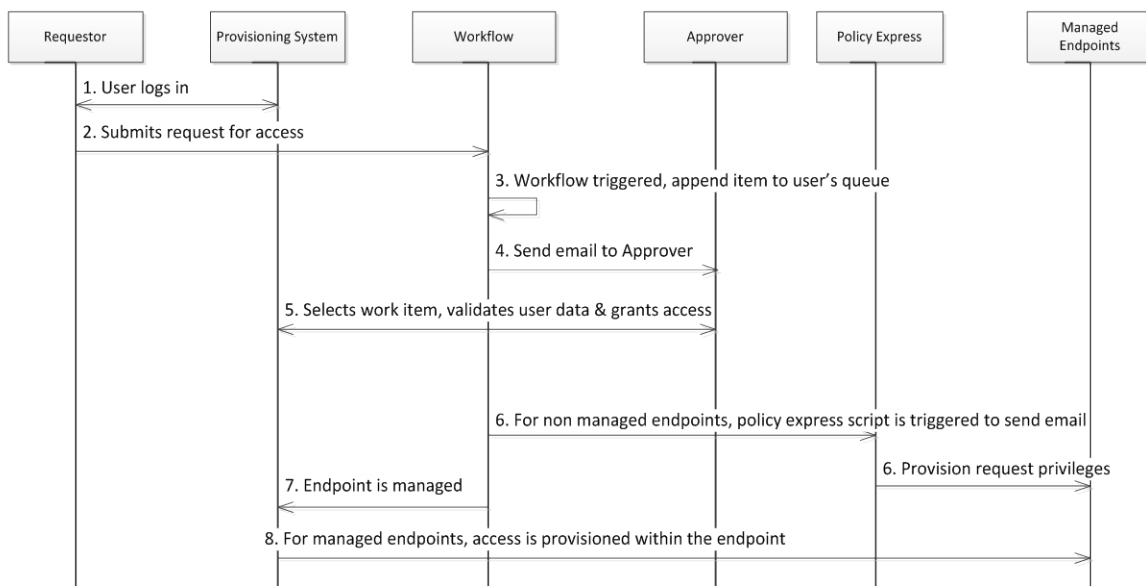 Requestor
Provisioning System
Workflow
Approver
Policy Express
Managed
Endpoints
1. User logs in
2. Submits request for access
3. Workflow triggered, append item to user's queue
4. Send email to Approver
5. Selects work item, validates user data & grants access
6. For non managed endpoints, policy express script is triggered to send email
6. Provision request privileges
7. Endpoint is managed
8. For managed endpoints, access is provisioned within the endpoint